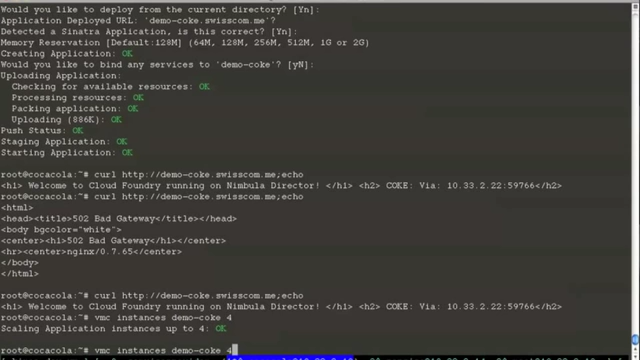 Would you like to deploy from the current directory? [Yn]:
Application Deployed URL: 'demo-coke.swisscom.me'?
Detected a Sinatra Application, is this correct? [Yn]:
Memory Reservation [Default:128M] (64M, 128M, 256M, 512M, 1G or 2G)
Creating Application: OK
Would you like to bind any services to 'demo-coke'? [yN]:
Uploading Application:
  Checking for available resources: OK
  Processing resources: OK
  Packing application: OK
  Uploading (886K): OK
Push Status: OK
Staging Application: OK
Starting Application: OK
root@cocacola:~# curl http://demo-coke.swisscom.me;echo
<h1> Welcome to Cloud Foundry running on Nimbula Director! </h1> <h2> COKE: Via: 10.33.2.22:59766</h2>
root@cocacola:~# curl http://demo-coke.swisscom.me;echo
<html>
<head><title>502 Bad Gateway</title></head>
<body bgcolor="white">
<center><h1>502 Bad Gateway</h1></center>
<hr><center>nginx/0.7.65</center>
</body>
</html>
root@cocacola:~# curl http://demo-coke.swisscom.me;echo
<h1> Welcome to Cloud Foundry running on Nimbula Director! </h1> <h2> COKE: Via: 10.33.2.22:59766</h2>
root@cocacola:~# vmc instances demo-coke 4
Scaling Application instances up to 4: OK
root@cocacola:~# vmc instances demo-coke 4